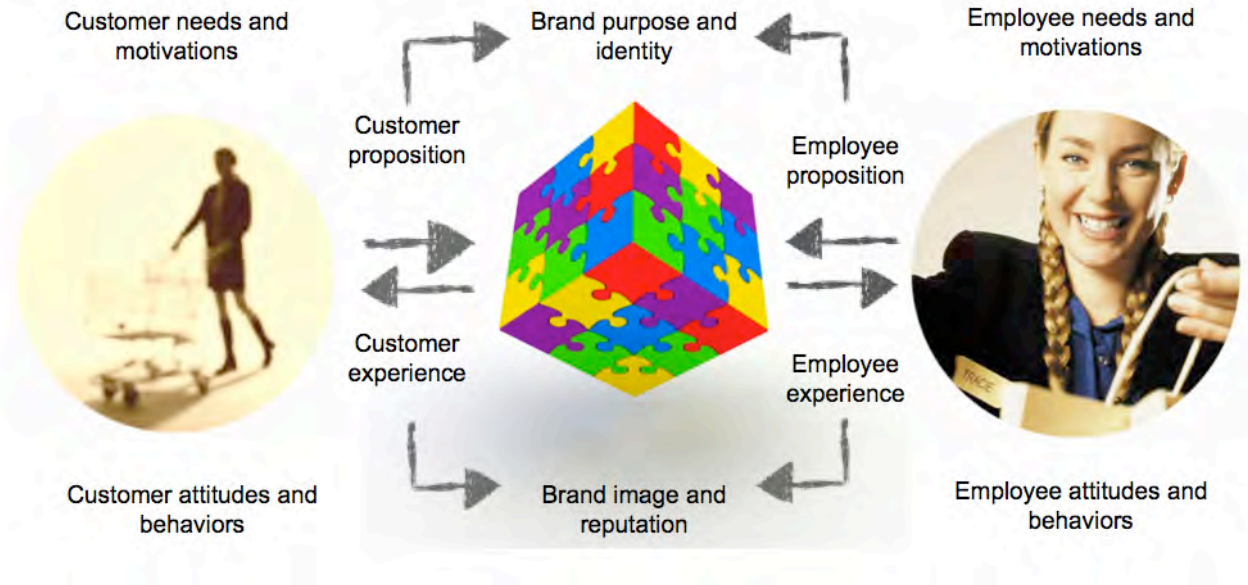 Customer needs and
motivations
Brand purpose and
identity
Employee needs and
motivations
Customer
proposition
Employee
proposition
Customer
experience
Employee
experience
TRACIE
Customer attitudes and
behaviors
Brand image and
reputation
Employee attitudes and
behaviors